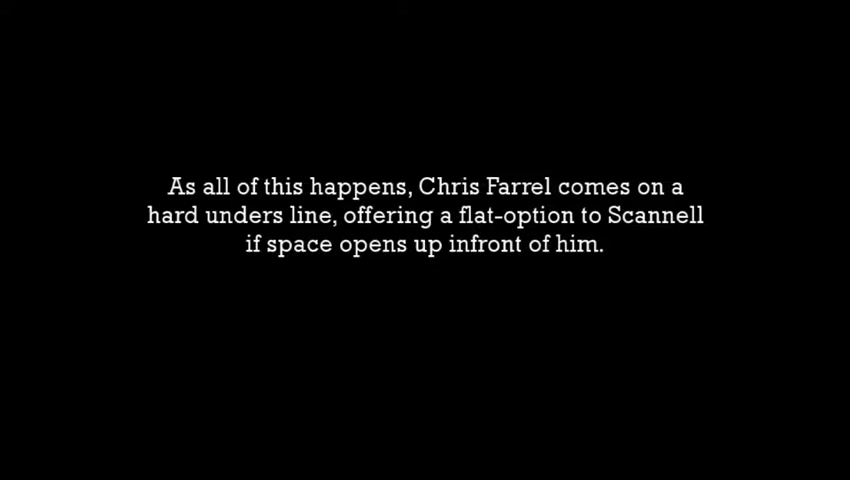 As all of this happens, Chris Farrel comes on a
hard unders line, offering a flat-option to Scannell
if space opens up infront of him.